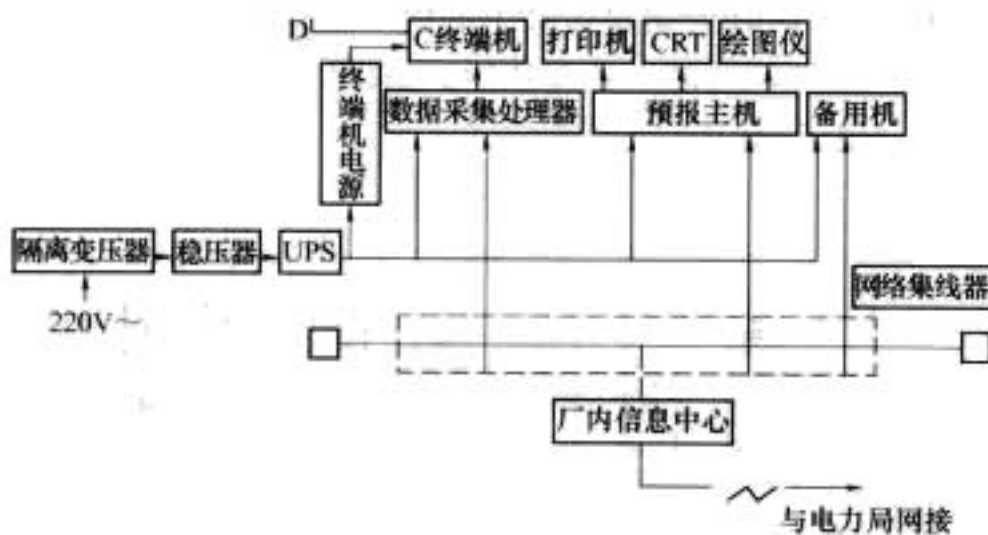 D
C终端机
打印机
CRT
绘图仪
终端机电源
数据采集处理器
预报主机
备用机
隔离变压器
稳压器
UPS
网络集线器
220V~
厂内信息中心
与电力局网接